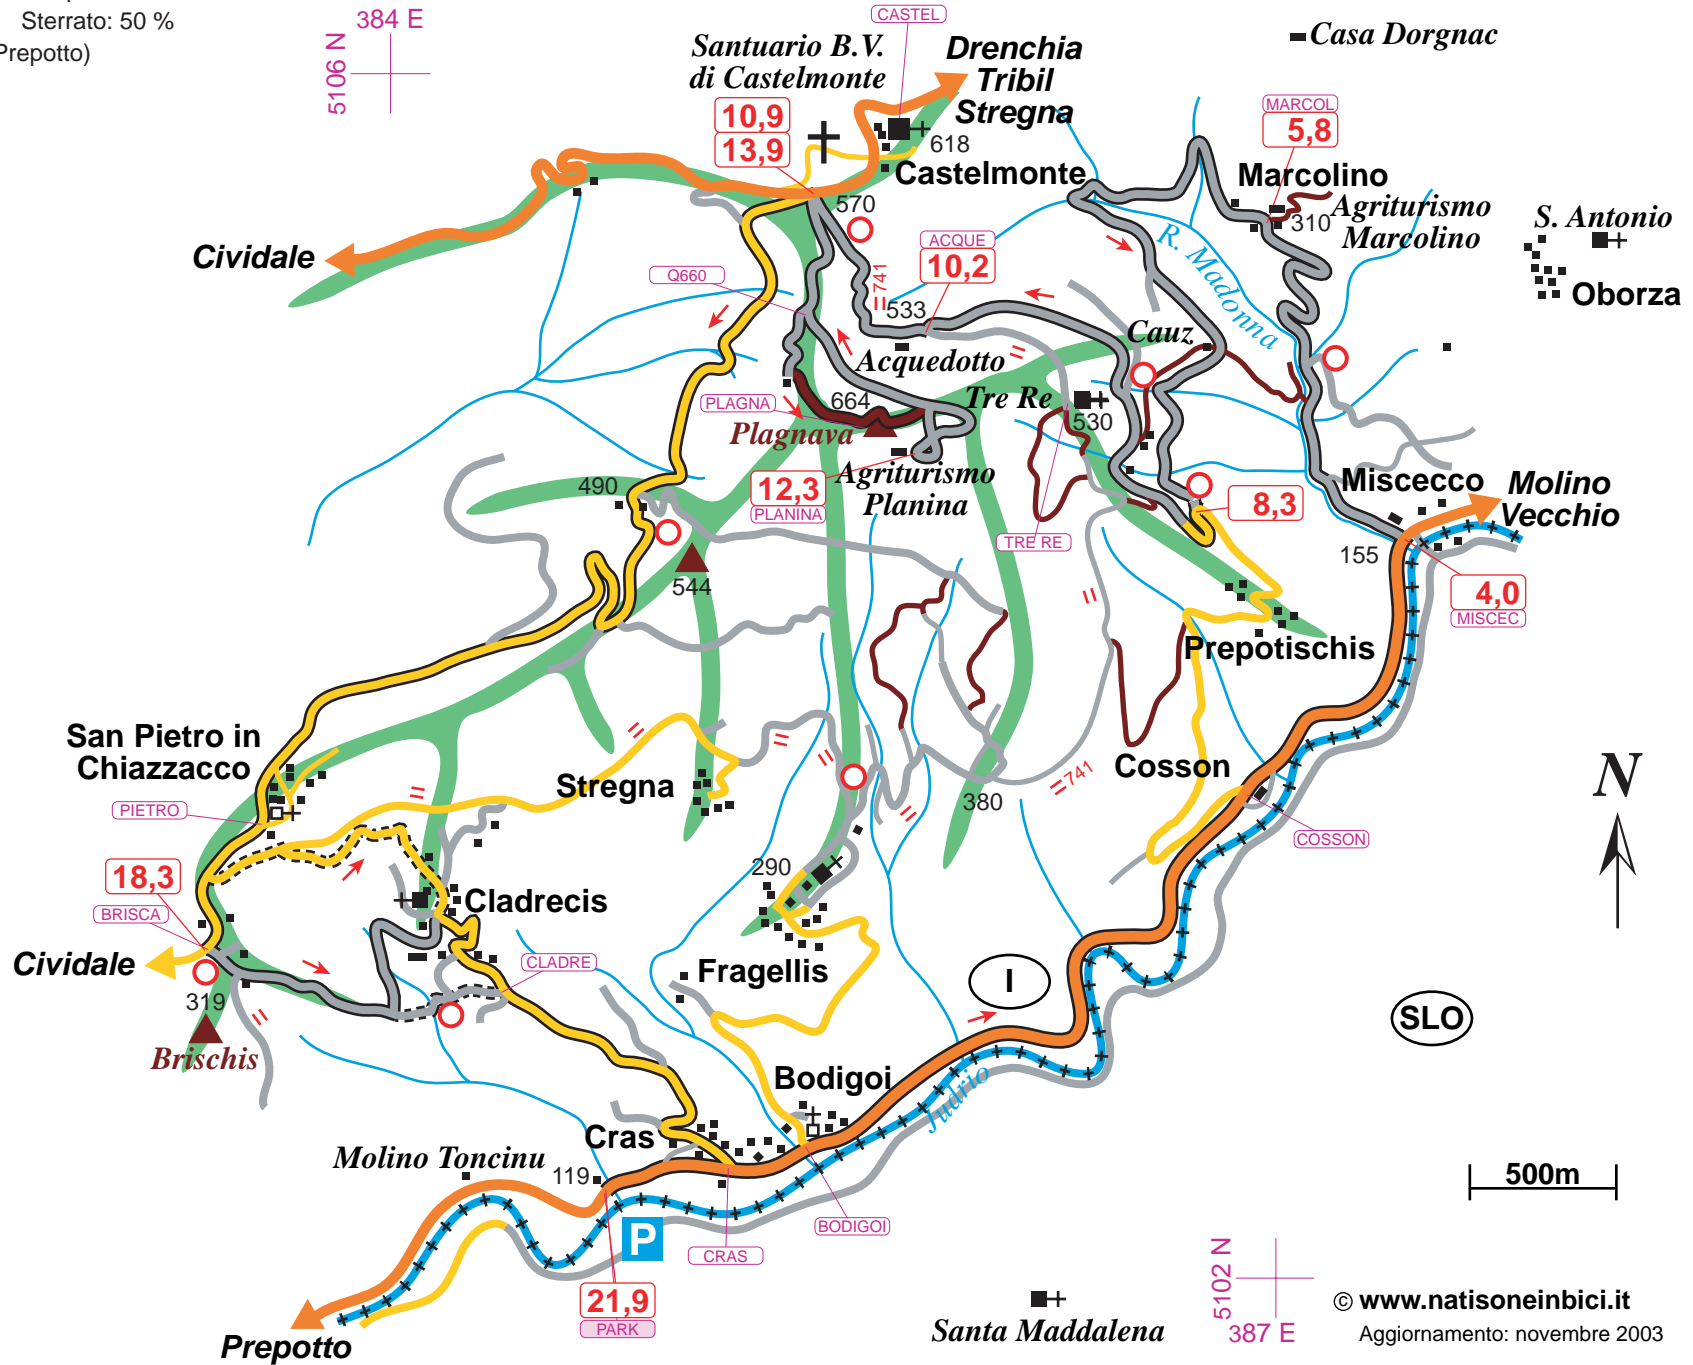 Sterrato: 50 %
Prepotto)
384 E
5106 N
CASTEL
Santuario B.V.
di Castelmonte
Drenchia
Tribil
Stregna
Casa Dorgnac
10,9
13,9
618
Castelmonte
MARCOL
5,8
Marcolino
310
Agriturismo
Marcolino
S. Antonio
Oborza
570
Cividale
Q660
ACQUE
10,2
741
533
R. Madonna
Cauz
Acquedotto
PLAGNA
664
Plagnava
Tre Re
530
490
12,3
PLANINA
Agriturismo
Planina
8,3
Miscecco
Molino
Vecchio
TRE RE
155
544
4,0
MISCEC
Prepotischis
San Pietro in
Chiazzacco
PIETRO
Stregna
Cosson
741
380
COSSON
N
18,3
BRISCA
290
Cladrecis
Cividale
CLADRE
Fragellis
319
Brischis
I
SLO
Judrio
Bodigoi
Cras
Molino Toncinu
119
500m
P
BODIGOI
CRAS
21,9
PARK
Prepotto
Santa Maddalena
5102 N
387 E
© www.natisoneinbici.it
Aggiornamento: novembre 2003